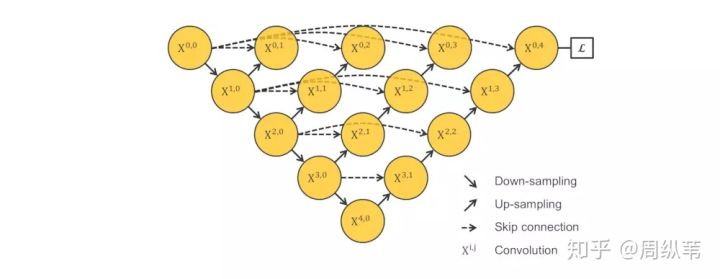 X^0,0 X^0,1 X^0,2 X^0,3 X^0,4 ℒ
X^1,0 X^1,1 X^1,2 X^1,3
X^2,0 X^2,1 X^2,2
X^3,0 X^3,1
X^4,0
Down-sampling
Up-sampling
Skip connection
X^i,j Convolution
知乎 @周纵苇